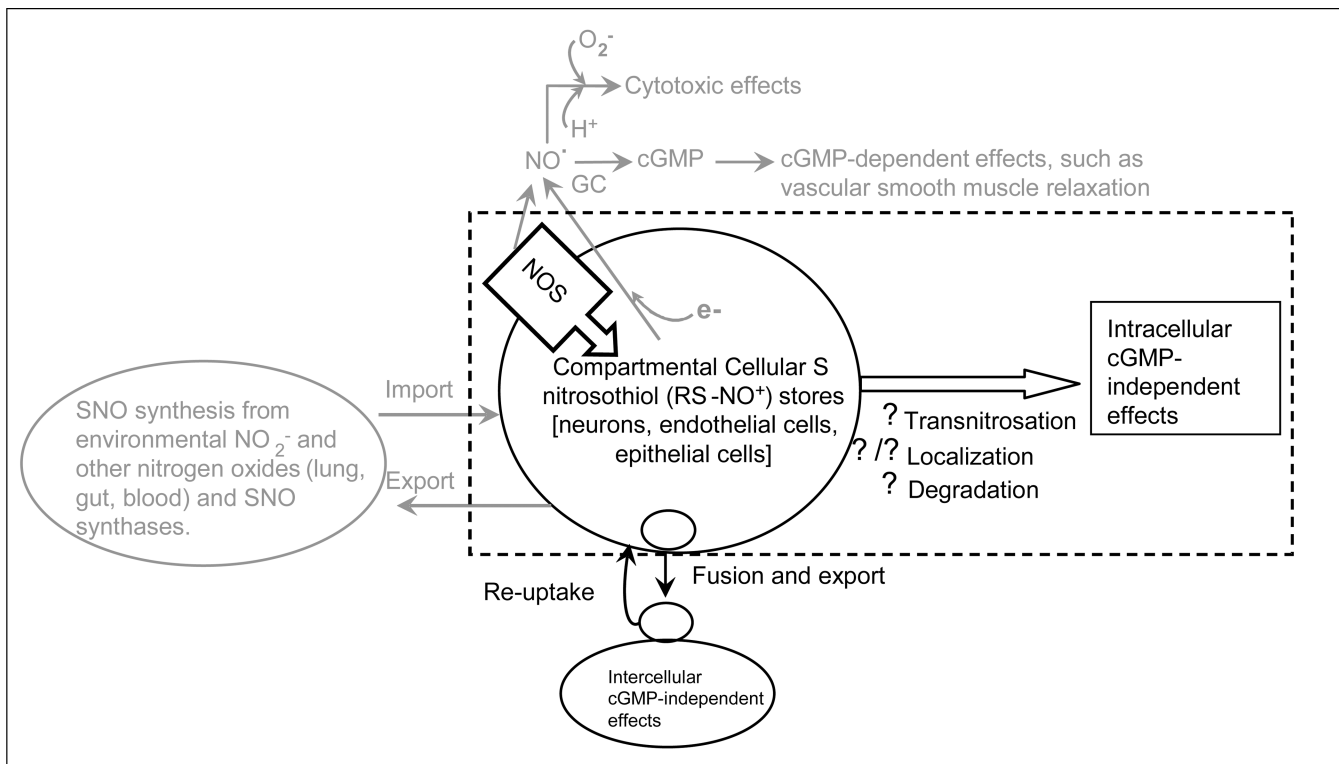 O2-
Cytotoxic effects
H+
NO· cGMP cGMP-dependent effects, such as
GC vascular smooth muscle relaxation
NOS
e-
Compartmental Cellular S
nitrosothiol (RS -NO+) stores
[neurons, endothelial cells,
epithelial cells]
Import
Export
SNO synthesis from
environmental NO2- and
other nitrogen oxides (lung,
gut, blood) and SNO
synthases.
? Transnitrosation
? /? Localization
? Degradation
Intracellular
cGMP-
independent
effects
Fusion and export
Re-uptake
Intercellular
cGMP-independent
effects